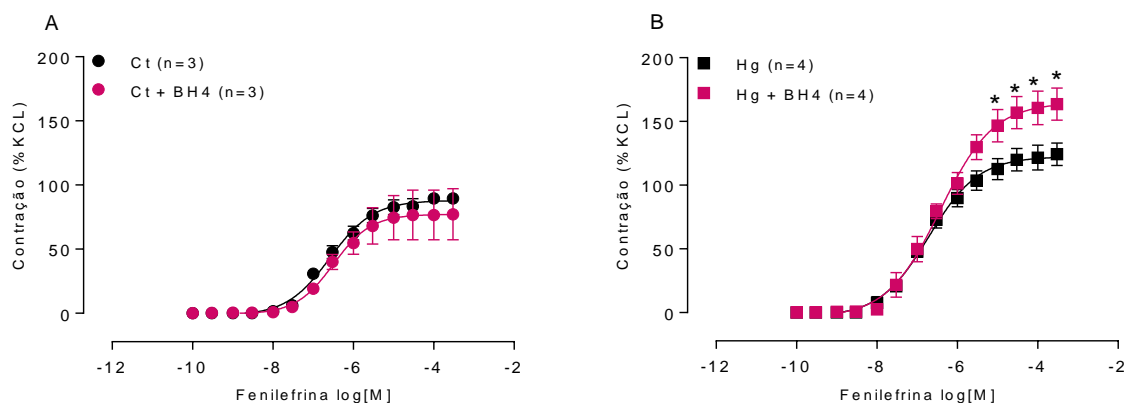 A
200
150
100
50
0
Contração (%KCL)
Ct (n=3)
Ct + BH4 (n=3)
-12 -10 -8 -6 -4 -2
Fenilefrina log[M]
B
200
150
100
50
0
Contração (%KCL)
Hg (n=4)
Hg + BH4 (n=4)
* * * *
-12 -10 -8 -6 -4 -2
Fenilefrina log[M]